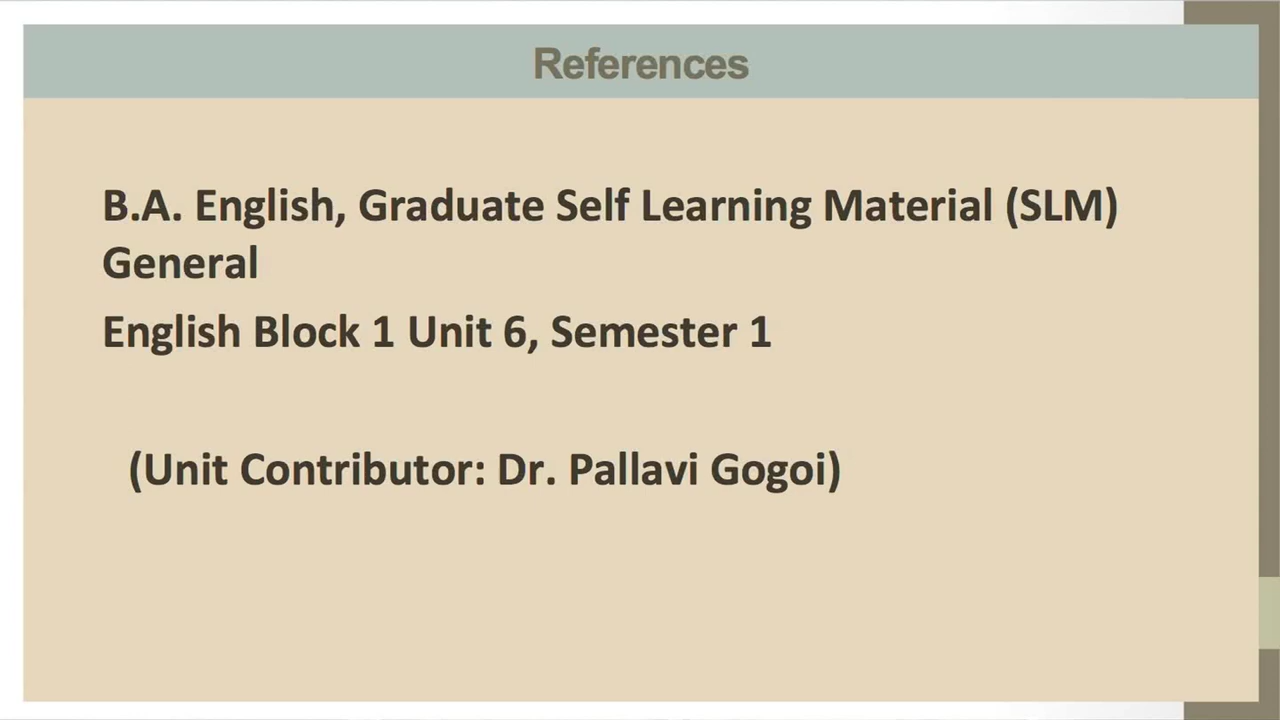 References
B.A. English, Graduate Self Learning Material (SLM)
General
English Block 1 Unit 6, Semester 1
(Unit Contributor: Dr. Pallavi Gogoi)